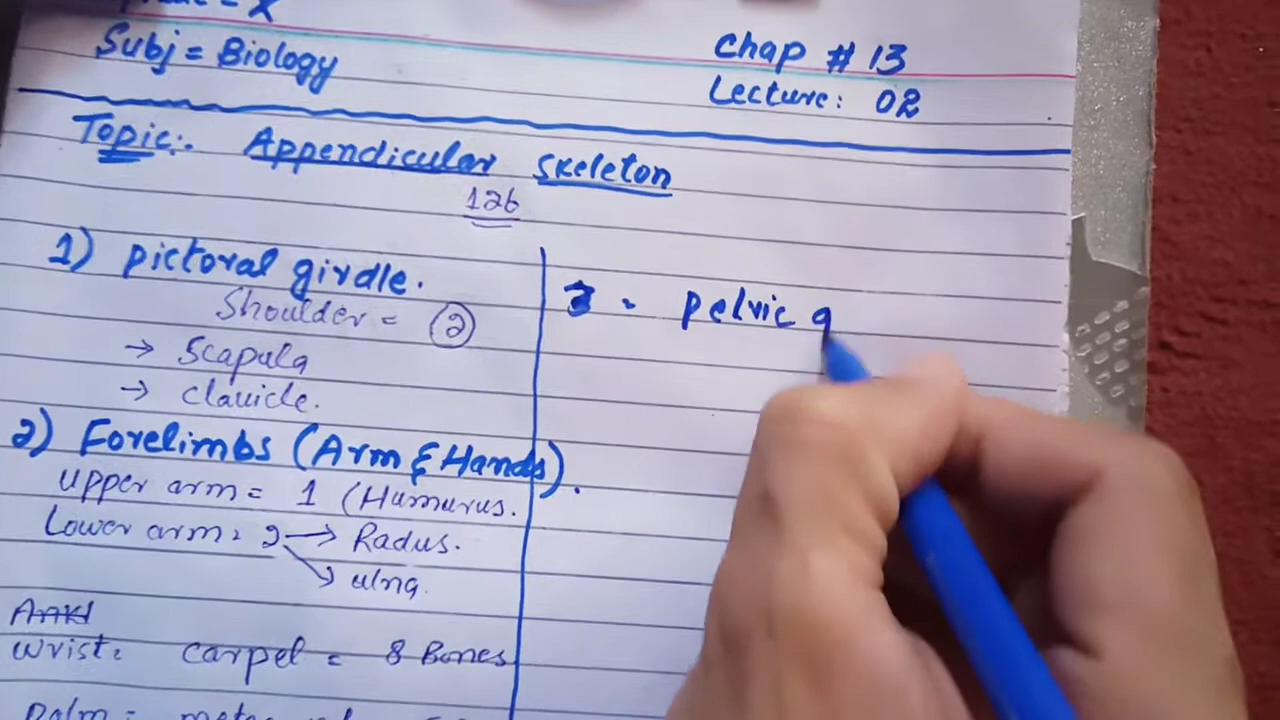 Subj = Biology
Chap # 13
Lecture: 02
Topic:. Appendicular skeleton
126
1) pictoral girdle.
Shoulder = 2
→ Scapula
→ Clavicle.
2) Forelimbs (Arm & Hands).
upper arm = 1 (Humurus.
Lower arm = 2 → Radus.
→ ulna.
wrist = carpel = 8 Bones
palm =
3. pelvic g